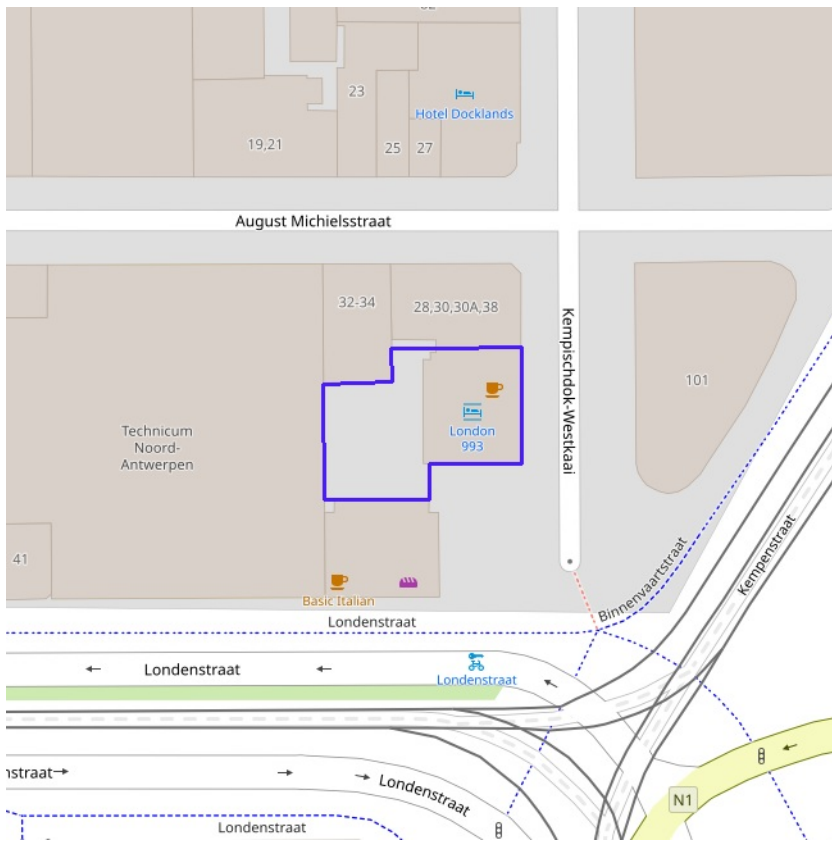 23
19,21
25
27
Hotel Docklands
August Michielsstraat
32-34
28,30,30A,38
Kempischdok-Westkaai
101
London
993
Technicum
Noord-
Antwerpen
41
Kempenstraat
Binnenvaartstraat
Basic Italian
Londenstraat
Londenstraat
Londenstraat
nstraat
Londenstraat
N1
Londenstraat